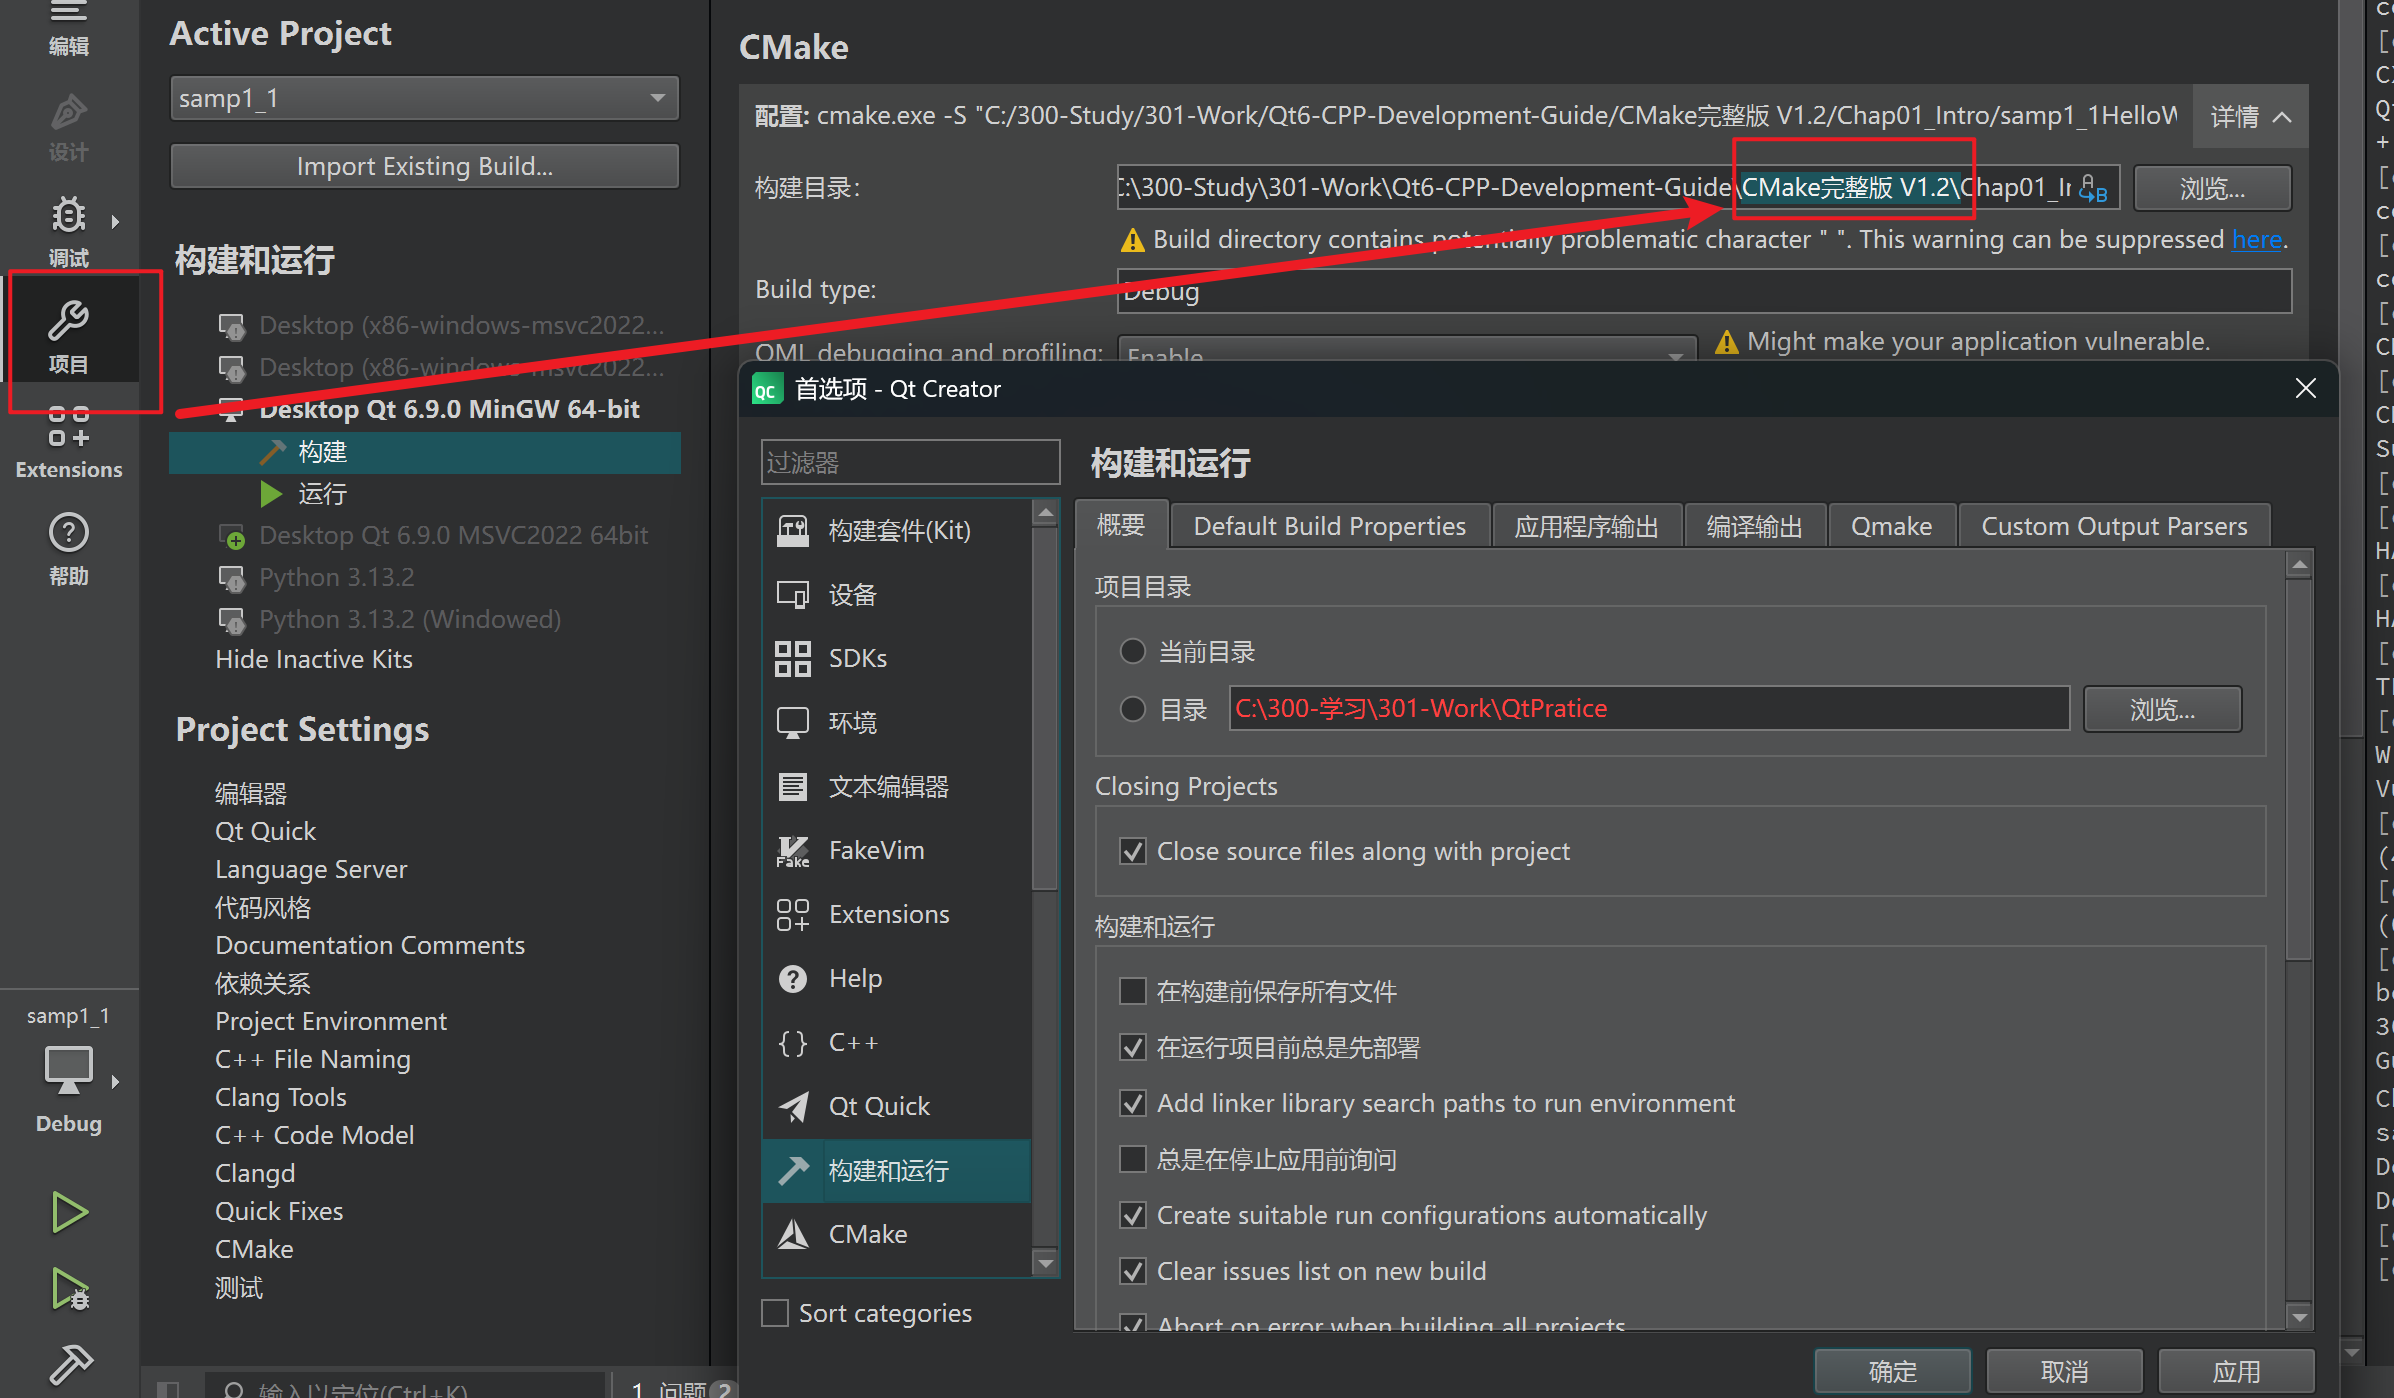 编辑
设计
调试
项目
Extensions
帮助
samp1_1
Debug
Active Project
samp1_1
Import Existing Build...
构建和运行
Desktop (x86-windows-msvc2022...
Desktop (x86-windows-msvc2022...
Desktop Qt 6.9.0 MinGW 64-bit
构建
运行
Desktop Qt 6.9.0 MSVC2022 64bit
Python 3.13.2
Python 3.13.2 (Windowed)
Hide Inactive Kits
Project Settings
编辑器
Qt Quick
Language Server
代码风格
Documentation Comments
依赖关系
Project Environment
C++ File Naming
Clang Tools
C++ Code Model
Clangd
Quick Fixes
CMake
测试
输入以定位(Ctrl+K)
1 问题 2
CMake
配置: cmake.exe -S "C:/300-Study/301-Work/Qt6-CPP-Development-Guide/CMake完整版 V1.2/Chap01_Intro/samp1_1HelloW
详情
构建目录: C:\300-Study\301-Work\Qt6-CPP-Development-Guide\CMake完整版 V1.2\Chap01_Ir 浏览...
Build directory contains potentially problematic character " ". This warning can be suppressed here.
Build type: Debug
QML debugging and profiling: Enable Might make your application vulnerable.
QC 首选项 - Qt Creator
过滤器
构建套件(Kit)
设备
SDKs
环境
文本编辑器
Fake FakeVim
Extensions
Help
C++
Qt Quick
构建和运行
CMake
Sort categories
构建和运行
概要 Default Build Properties 应用程序输出 编译输出 Qmake Custom Output Parsers
项目目录
当前目录
目录 C:\300-学习\301-Work\QtPratice 浏览...
Closing Projects
Close source files along with project
构建和运行
在构建前保存所有文件
在运行项目前总是先部署
Add linker library search paths to run environment
总是在停止应用前询问
Create suitable run configurations automatically
Clear issues list on new build
Abort on error when building all projects
确定 取消 应用